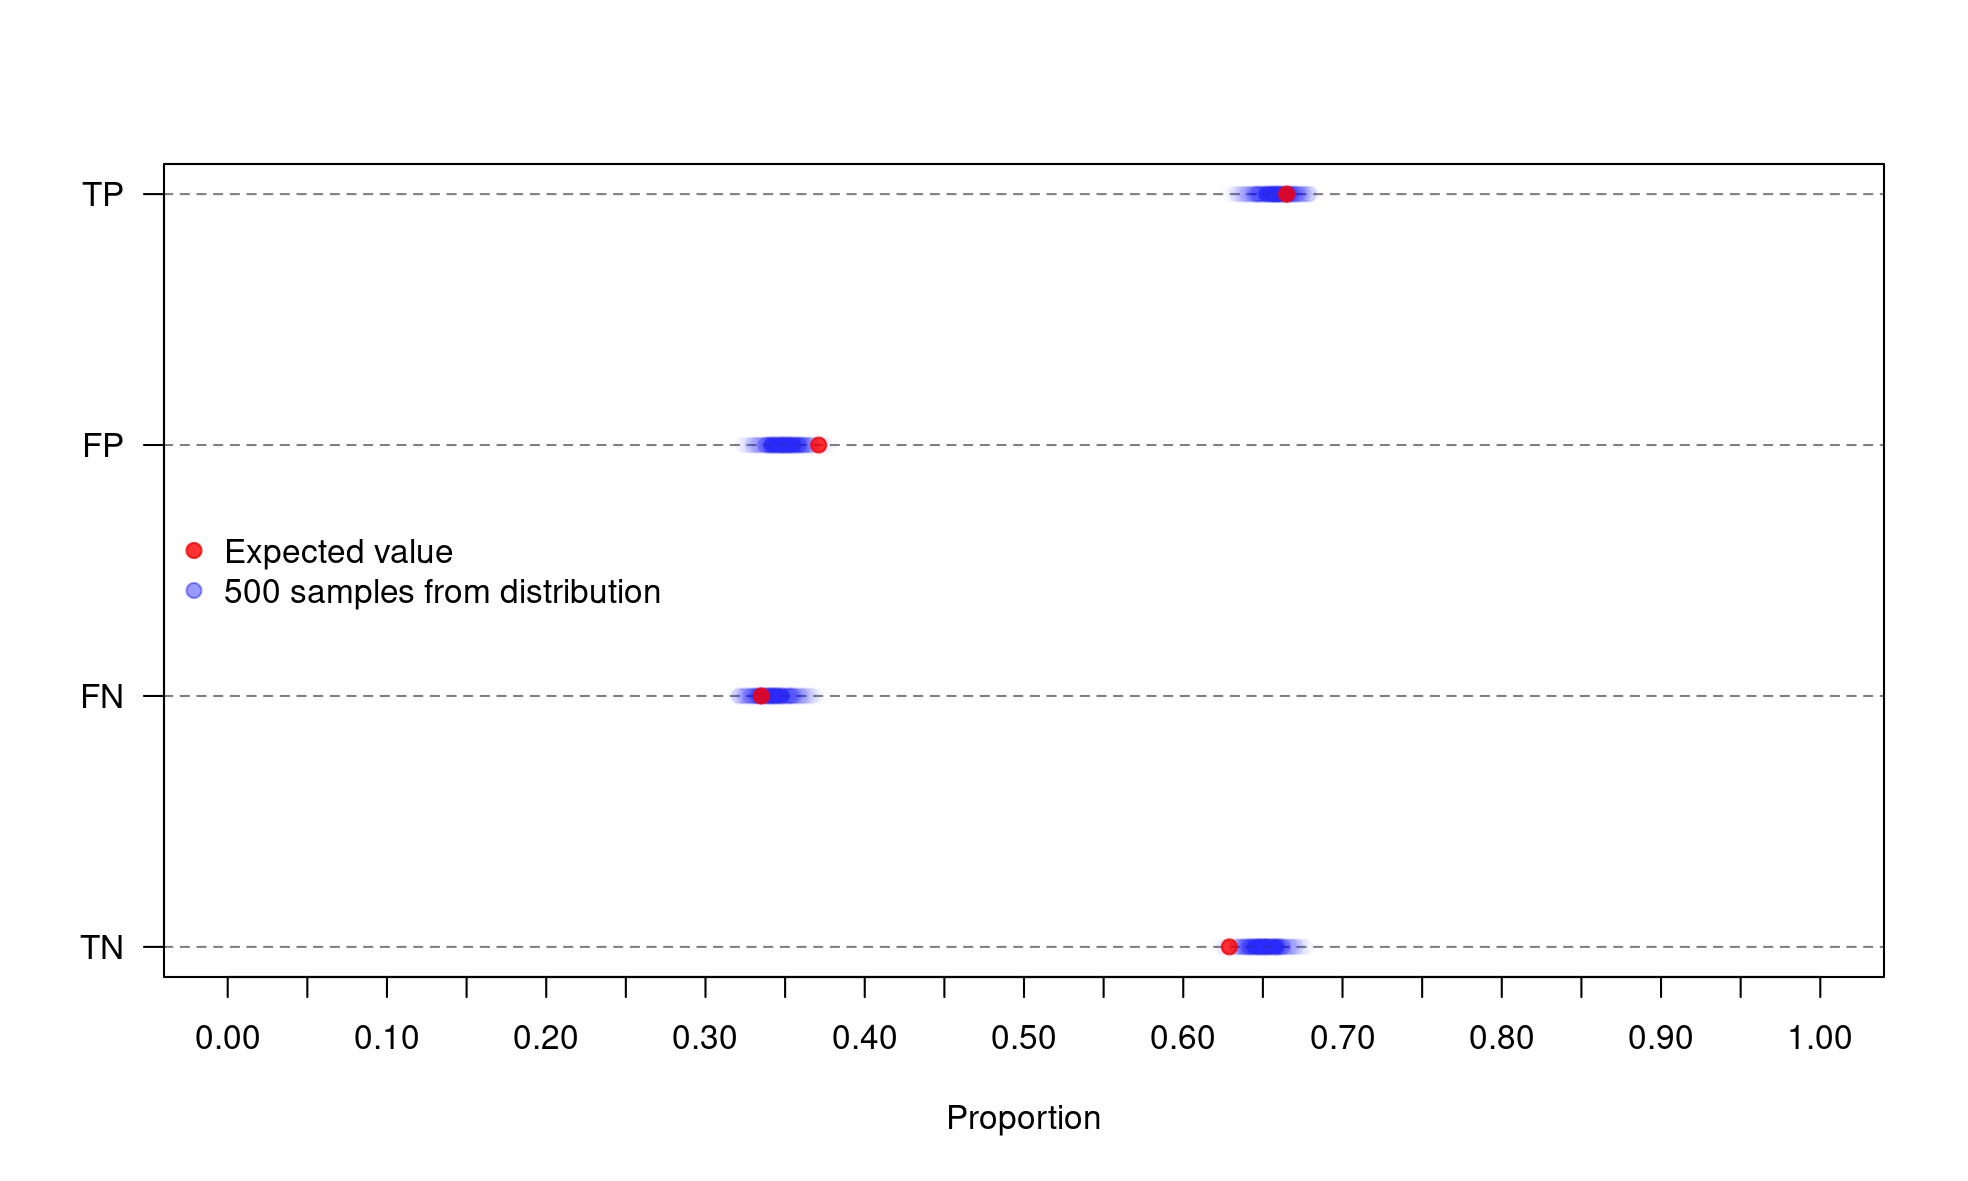 TP
FP
Expected value
500 samples from distribution
FN
TN
0.00 0.10 0.20 0.30 0.40 0.50 0.60 0.70 0.80 0.90 1.00
Proportion